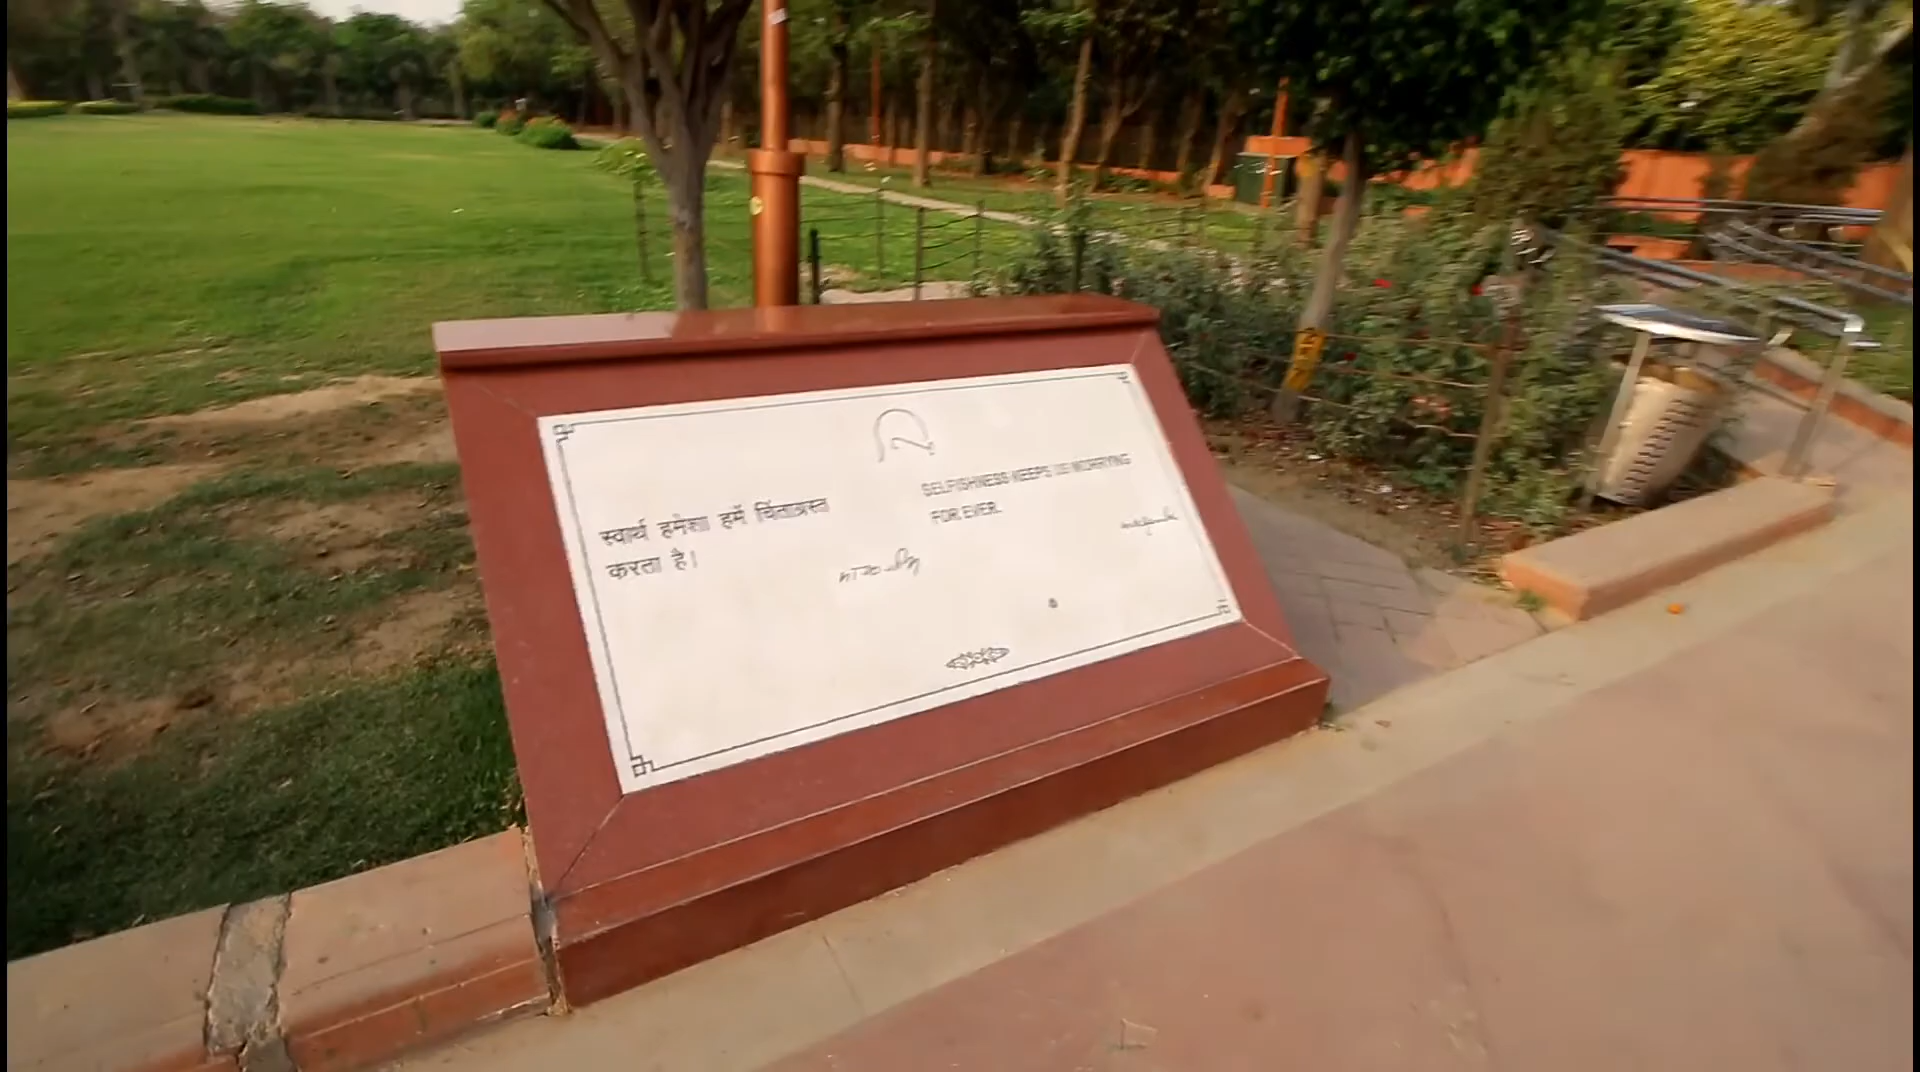 स्वार्थ हमेशा हमें चिंताग्रस्त
करता है।
SELFISHNESS KEEPS US WORRYING
FOR EVER.